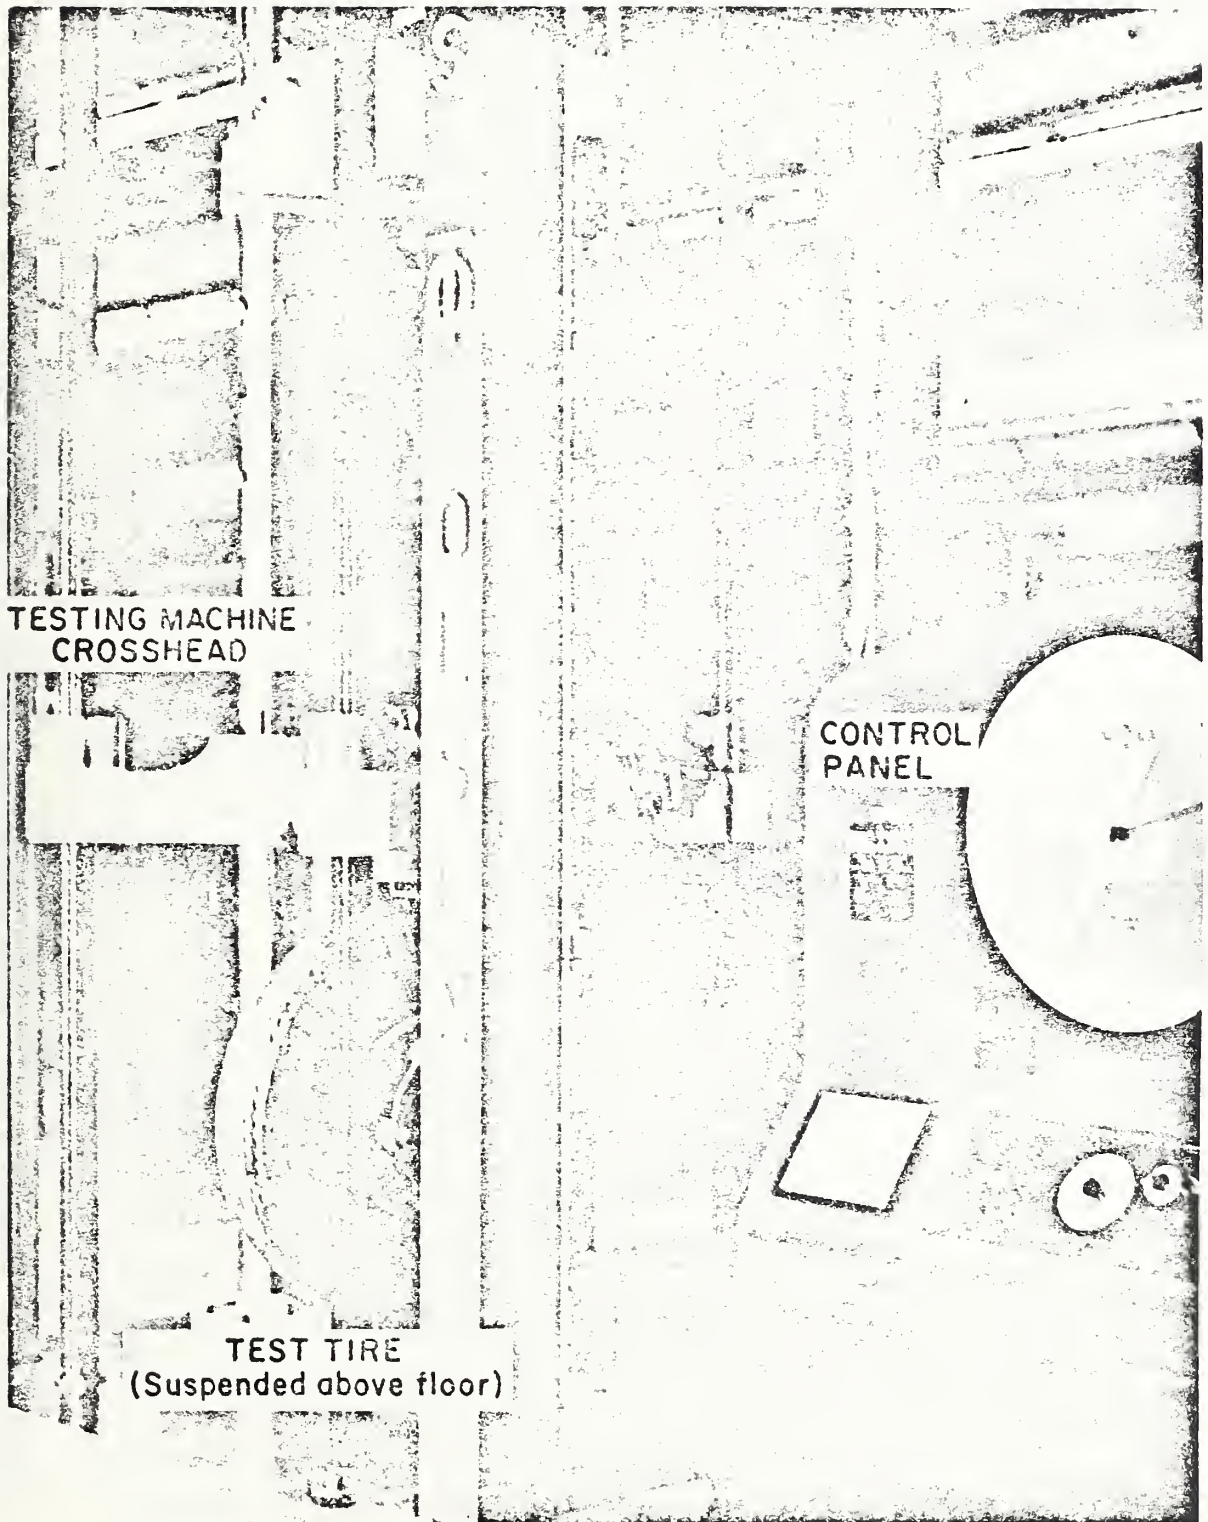 TESTING MACHINE
CROSSHEAD
CONTROL
PANEL
TEST TIRE
(Suspended above floor)